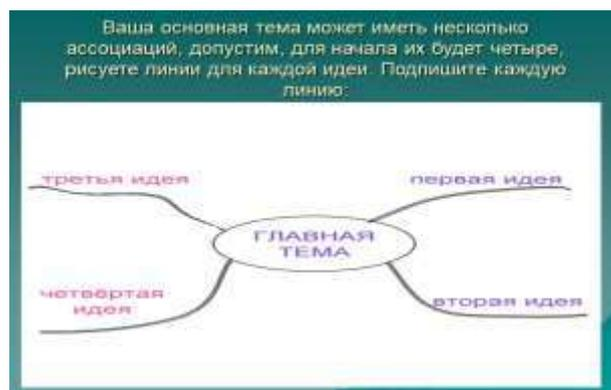 Ваша основная тема может иметь несколько
ассоциаций, допустим, для начала их будет четыре,
рисуете линии для каждой идеи. Подпишите каждую
линию:
третья идея
первая идея
ГЛАВНАЯ
ТЕМА
четвёртая
идея
вторая идея